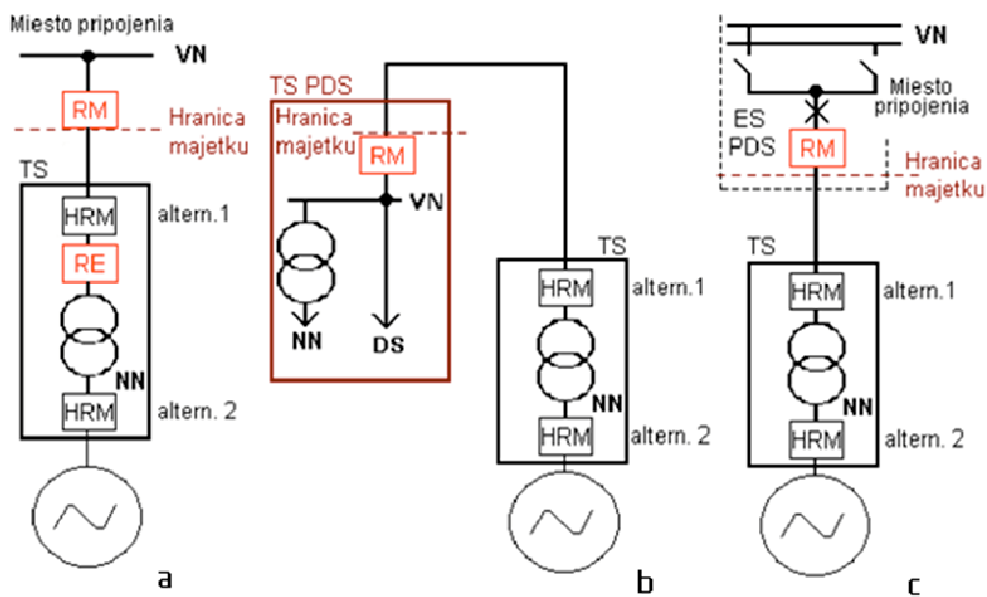 Miesto pripojenia
VN
RM
Hranica
majetku
TS
HRM
altern.1
RE
NN
HRM
altern. 2
a
TS PDS
Hranica
majetku
RM
VN
NN
DS
TS
HRM
altern.1
NN
HRM
altern. 2
b
VN
Miesto
pripojenia
ES
PDS
RM
Hranica
majetku
TS
HRM
altern.1
NN
HRM
altern. 2
c